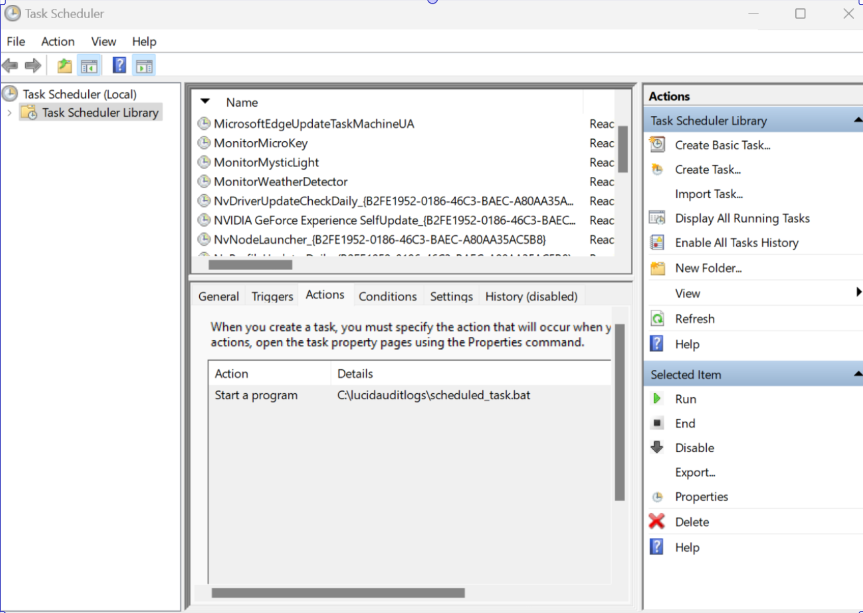 Task Scheduler
File Action View Help
Task Scheduler (Local)
Task Scheduler Library
Name
MicrosoftEdgeUpdateTaskMachineUA Reac
MonitorMicroKey Reac
MonitorMysticLight Reac
MonitorWeatherDetector Reac
NvDriverUpdateCheckDaily_{B2FE1952-0186-46C3-BAEC-A80AA35A... Reac
NVIDIA GeForce Experience SelfUpdate_{B2FE1952-0186-46C3-BAEC... Reac
NvNodeLauncher_{B2FE1952-0186-46C3-BAEC-A80AA35AC5B8} Reac
General Triggers Actions Conditions Settings History (disabled)
When you create a task, you must specify the action that will occur when y
actions, open the task property pages using the Properties command.
Action Details
Start a program C:\lucidauditlogs\scheduled_task.bat
Actions
Task Scheduler Library
Create Basic Task...
Create Task...
Import Task...
Display All Running Tasks
Enable All Tasks History
New Folder...
View
Refresh
Help
Selected Item
Run
End
Disable
Export...
Properties
Delete
Help